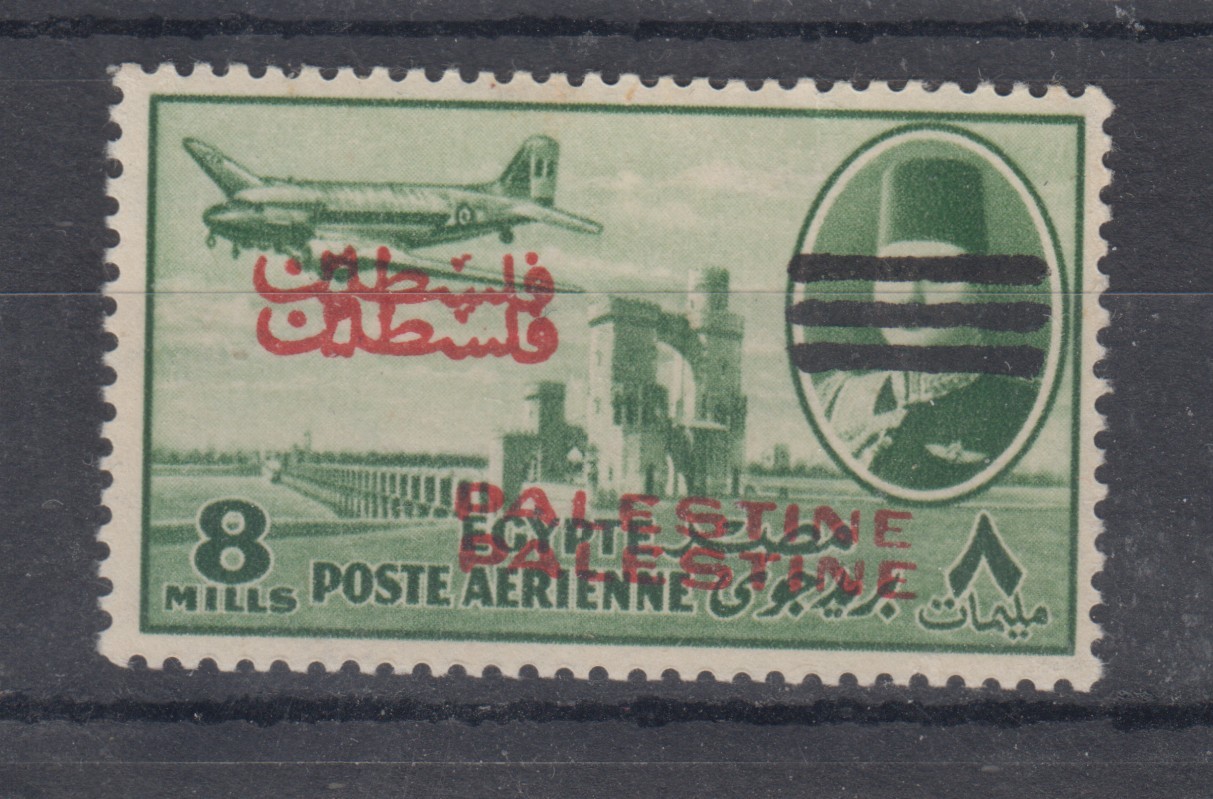 فلسطين
فلسطين
PALESTINE
EGYPTE مصر
PALESTINE
8 MILLS
POSTE AERIENNE بريد جوى
٨ مليمات